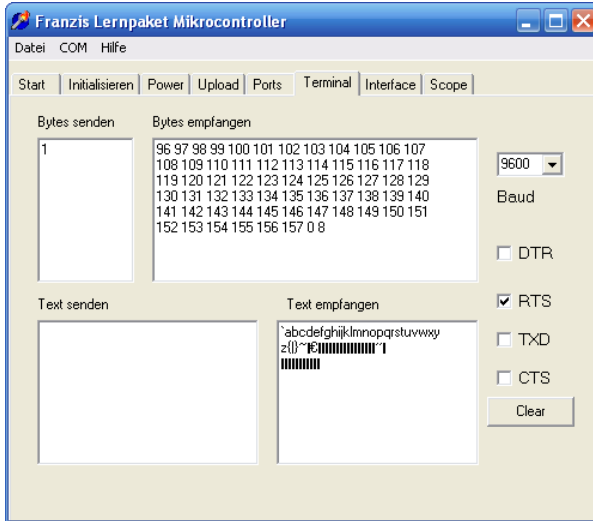 Franzis Lernpaket Mikrocontroller
Datei COM Hilfe
Start Initialisieren Power Upload Ports Terminal Interface Scope
Bytes senden Bytes empfangen
1
96 97 98 99 100 101 102 103 104 105 106 107
108 109 110 111 112 113 114 115 116 117 118
119 120 121 122 123 124 125 126 127 128 129
130 131 132 133 134 135 136 137 138 139 140
141 142 143 144 145 146 147 148 149 150 151
152 153 154 155 156 157 0 8
9600
Baud
DTR
RTS
TXD
CTS
Clear
Text senden Text empfangen
`abcdefghijklmnopqrstuvwxy
z{|}~